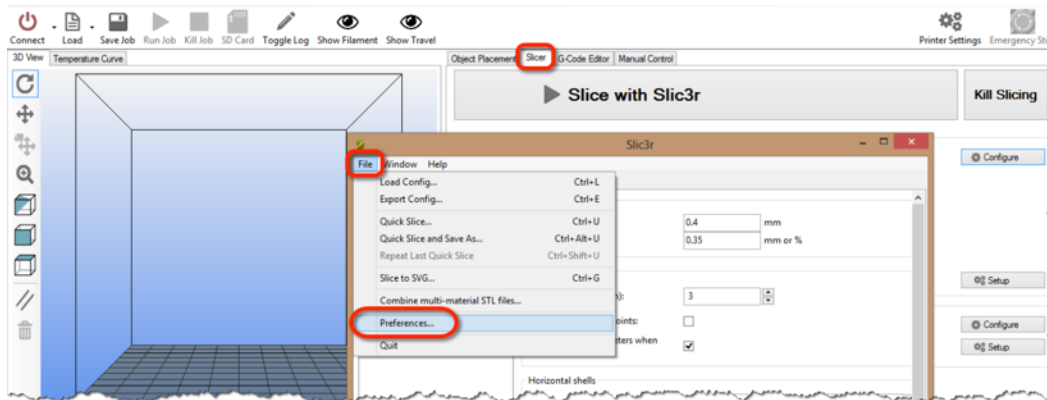 Connect Load Save Job Run Job Kill Job SD Card Toggle Log Show Filament Show Travel Printer Settings Emergency
3D View Temperature Curve Object Placement Slicer G-Code Editor Manual Control
Slice with Slic3r Kill Slicing
Slic3r
File Window Help
Configure
Load Config... Ctrl+L
Export Config... Ctrl+E
Quick Slice... Ctrl+U
0.4 mm
Quick Slice and Save As... Ctrl+Alt+U
0.35 mm or %
Repeat Last Quick Slice Ctrl+Shift+U
Slice to SVG... Ctrl+G
Setup
Combine multi-material STL files...
3
Preferences...
Configure
Quit
when
Setup
Horizontal shells